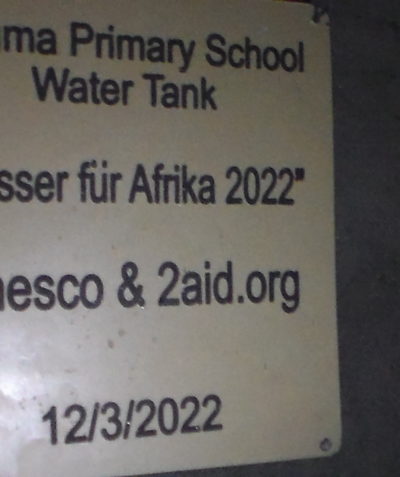 ma Primary School
Water Tank
sser für Afrika 2022"
esco & 2aid.org
12/3/2022